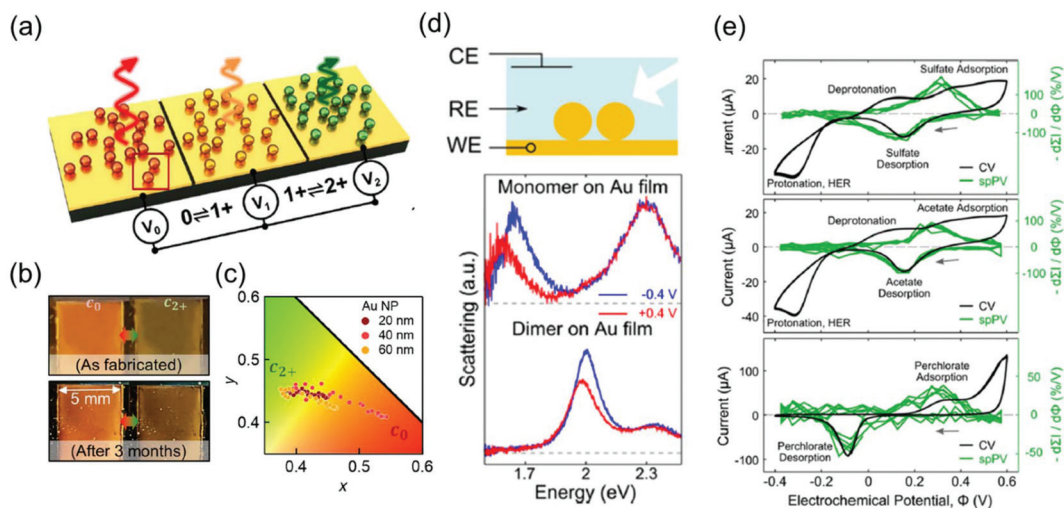 (a)
V0
0⇌1+
V1
1+⇌2+
V2
(b)
c0
c2+
(As fabricated)
5 mm
(After 3 months)
(c)
0.6
0.5
0.4
y
Au NP
20 nm
40 nm
60 nm
c2+
c0
0.4
0.5
0.6
x
(d)
CE
RE
WE
Monomer on Au film
-0.4 V
+0.4 V
Dimer on Au film
Scattering (a.u.)
1.7
2
2.3
Energy (eV)
(e)
Sulfate Adsorption
Deprotonation
Sulfate
Desorption
Protonation, HER
CV
spPV
20
0
-20
-40
urrent (µA)
100
0
-100
- dΣI / dΦ (%/V)
Acetate Adsorption
Deprotonation
Acetate
Desorption
Protonation, HER
CV
spPV
20
0
-20
-40
Current (µA)
100
0
-100
- dΣI / dΦ (%/V)
Perchlorate
Adsorption
Perchlorate
Desorption
CV
spPV
100
0
-100
Current (µA)
50
0
-50
- dΣI / dΦ (%/V)
-0.4
-0.2
0
0.2
0.4
0.6
Electrochemical Potential, Φ (V)